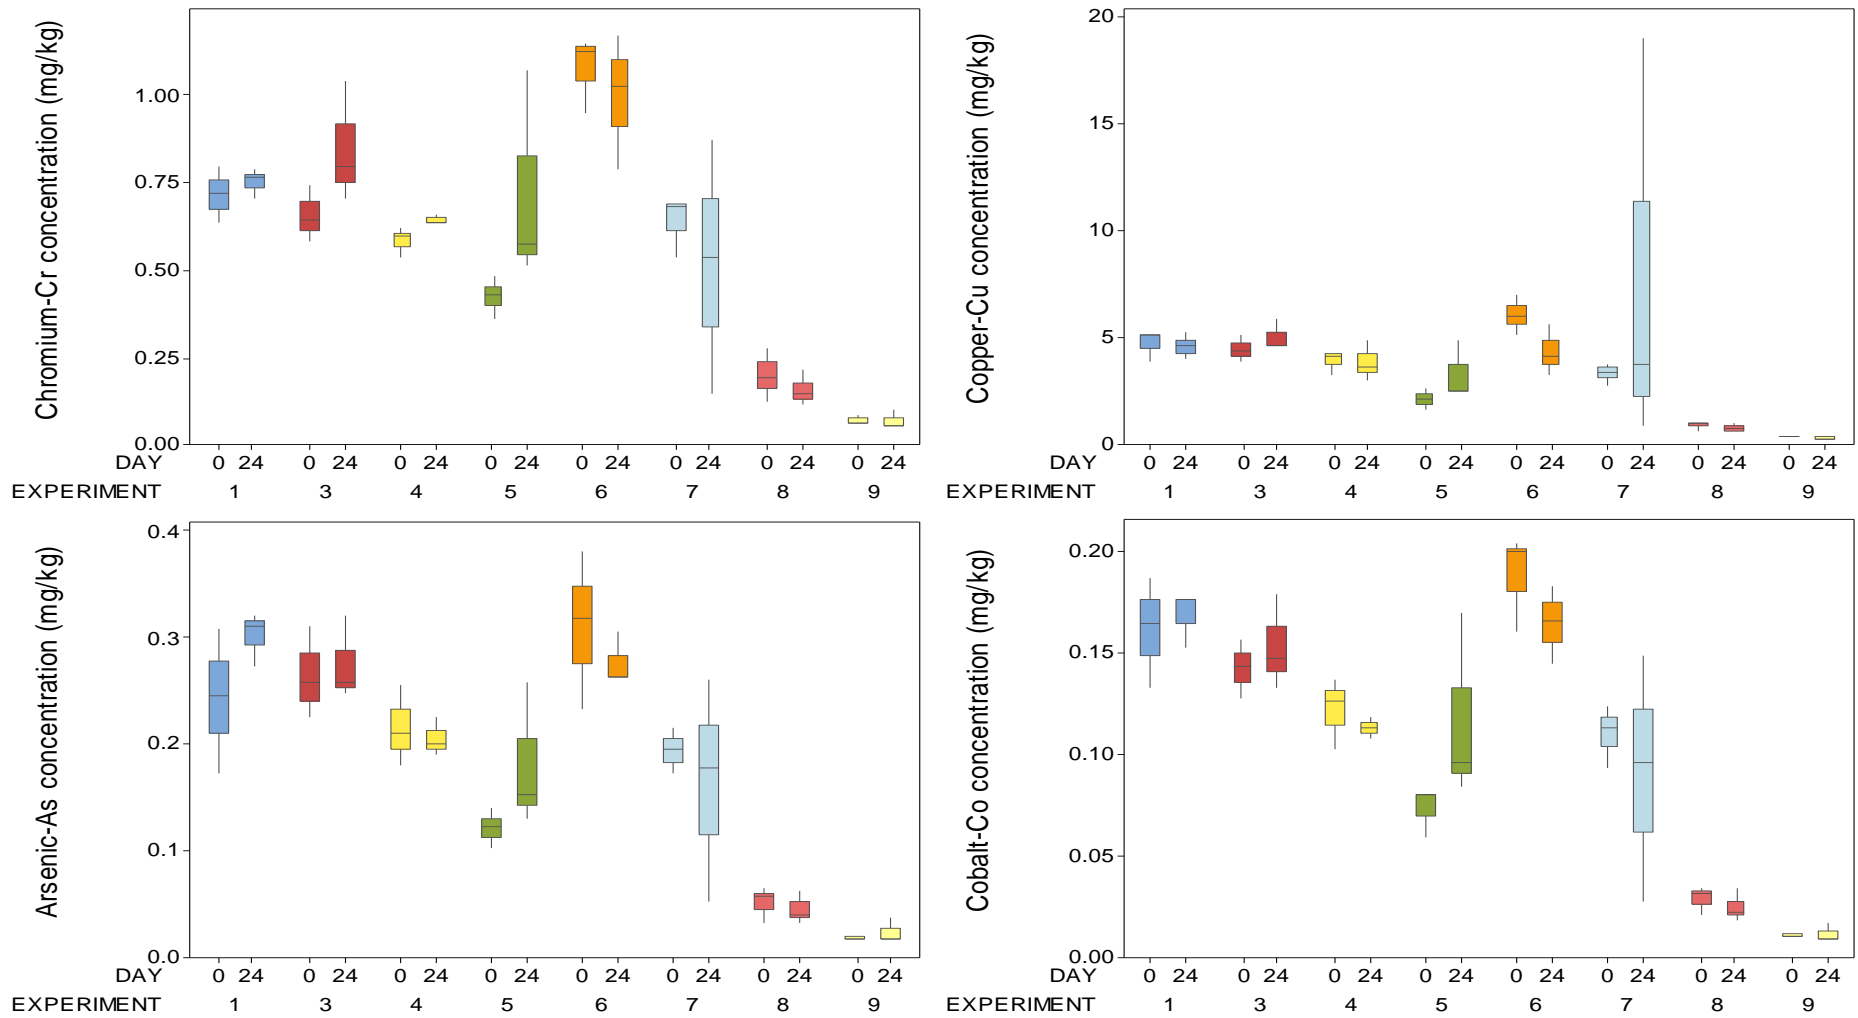 Chromium-Cr concentration (mg/kg)
1.00
0.75
0.50
0.25
0.00
DAY 0 24 0 24 0 24 0 24 0 24 0 24 0 24 0 24
EXPERIMENT 1 3 4 5 6 7 8 9
Copper-Cu concentration (mg/kg)
20
15
10
5
0
DAY 0 24 0 24 0 24 0 24 0 24 0 24 0 24 0 24
EXPERIMENT 1 3 4 5 6 7 8 9
Arsenic-As concentration (mg/kg)
0.4
0.3
0.2
0.1
0.0
DAY 0 24 0 24 0 24 0 24 0 24 0 24 0 24 0 24
EXPERIMENT 1 3 4 5 6 7 8 9
Cobalt-Co concentration (mg/kg)
0.20
0.15
0.10
0.05
0.00
DAY 0 24 0 24 0 24 0 24 0 24 0 24 0 24 0 24
EXPERIMENT 1 3 4 5 6 7 8 9